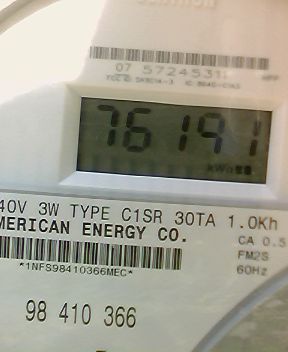 07 57245311
76191
kWh
40V 3W TYPE C1SR 30TA 1.0Kh
MERICAN ENERGY CO.
CA 0.5
FM2S
60Hz
*1NFS98410366MEC*
98 410 366